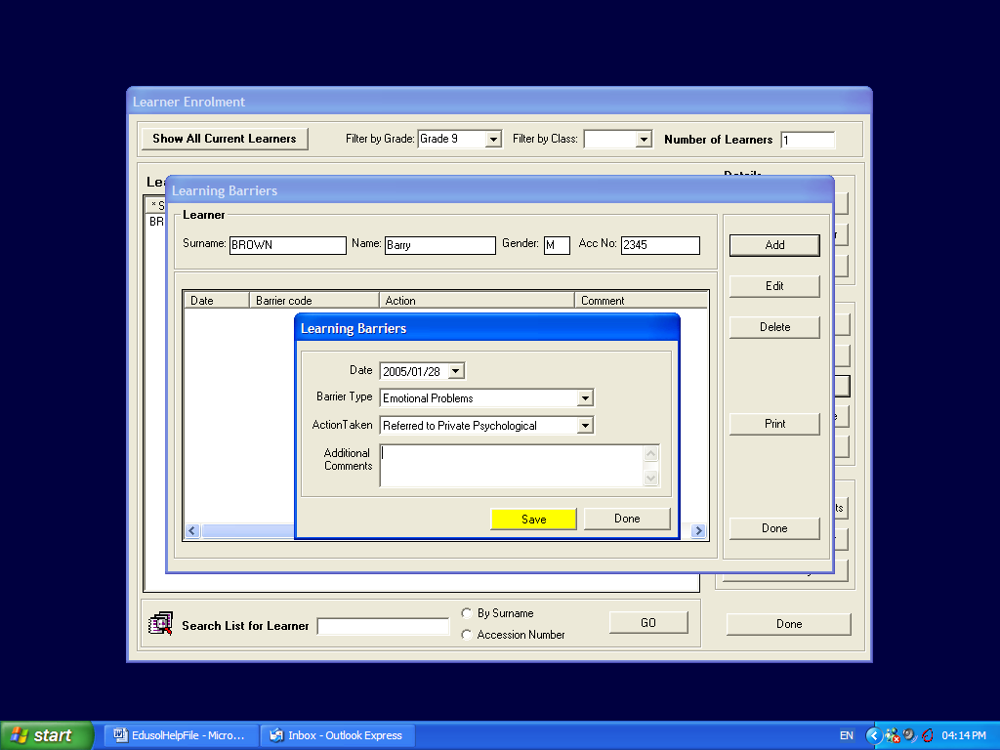 Learner Enrolment
Show All Current Learners Filter by Grade: Grade 9 Filter by Class: Number of Learners 1
Details
Learning Barriers
Learner
Surname: BROWN Name: Barry Gender: M Acc No: 2345
Add
Edit
Delete
Print
Done
Date Barrier code Action Comment
Learning Barriers
Date 2005/01/28
Barrier Type Emotional Problems
ActionTaken Referred to Private Psychological
Additional
Comments
Save Done
Search List for Learner
By Surname
Accession Number
GO
Done
start EdusolHelpFile - Micro... Inbox - Outlook Express EN 04:14 PM